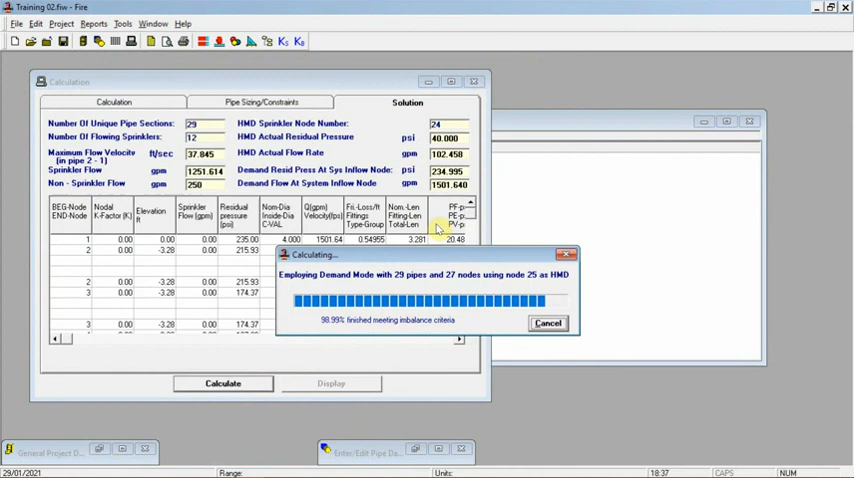 Training 02.fiw - Fire
File Edit Project Reports Tools Window Help
KS KB
Calculation
Calculation Pipe Sizing/Constraints Solution
Number Of Unique Pipe Sections: 29 HMD Sprinkler Node Number: 24
Number Of Flowing Sprinklers: 12 HMD Actual Residual Pressure psi 40.000
Maximum Flow Velocity ft/sec 37.845 HMD Actual Flow Rate gpm 102.458
(in pipe 2 - 1)
Sprinkler Flow gpm 1251.614 Demand Resid Press At Sys Inflow Node psi 234.995
Non - Sprinkler Flow gpm 250 Demand Flow At System Inflow Node gpm 1501.640
BEG-Node Nodal Elevation Sprinkler Residual Nom-Dia Q(gpm) Fri.-Loss/ft Nom.-Len PF-p
END-Node K-Factor (K) ft Flow (gpm) pressure Inside-Dia Velocity(fps) Fittings Fitting-Len PE-p
(psi) C-VAL Type-Group Total-Len PV-p
1 0.00 0.00 0.00 235.00 4.000 1501.64 0.54955 3.281 20.48
2 0.00 -3.28 0.00 215.93
2 0.00 -3.28 0.00 215.93
3 0.00 -3.28 0.00 174.37
3 0.00 -3.28 0.00 174.37
Calculating...
Employing Demand Mode with 29 pipes and 27 nodes using node 25 as HMD
98.99% finished meeting imbalance criteria
Cancel
Calculate Display
General Project D... Enter/Edit Pipe Da...
29/01/2021 Range: Units: 18:37 CAPS NUM